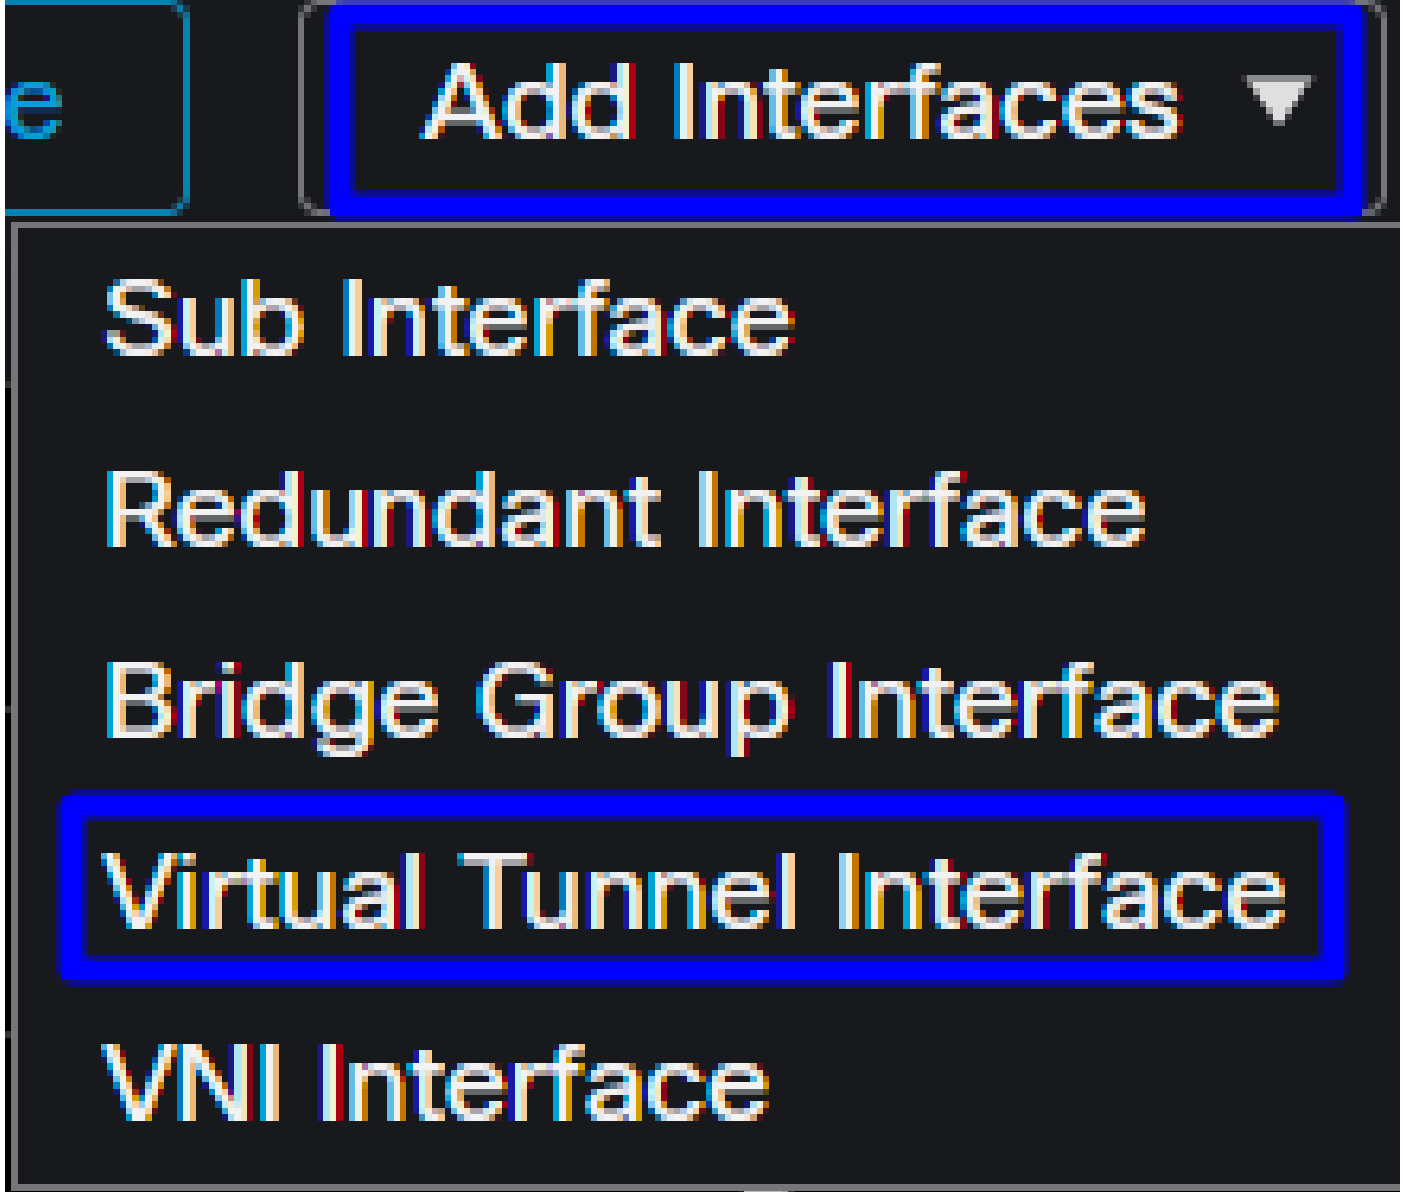 Add Interfaces
Sub Interface
Redundant Interface
Bridge Group Interface
Virtual Tunnel Interface
VNI Interface